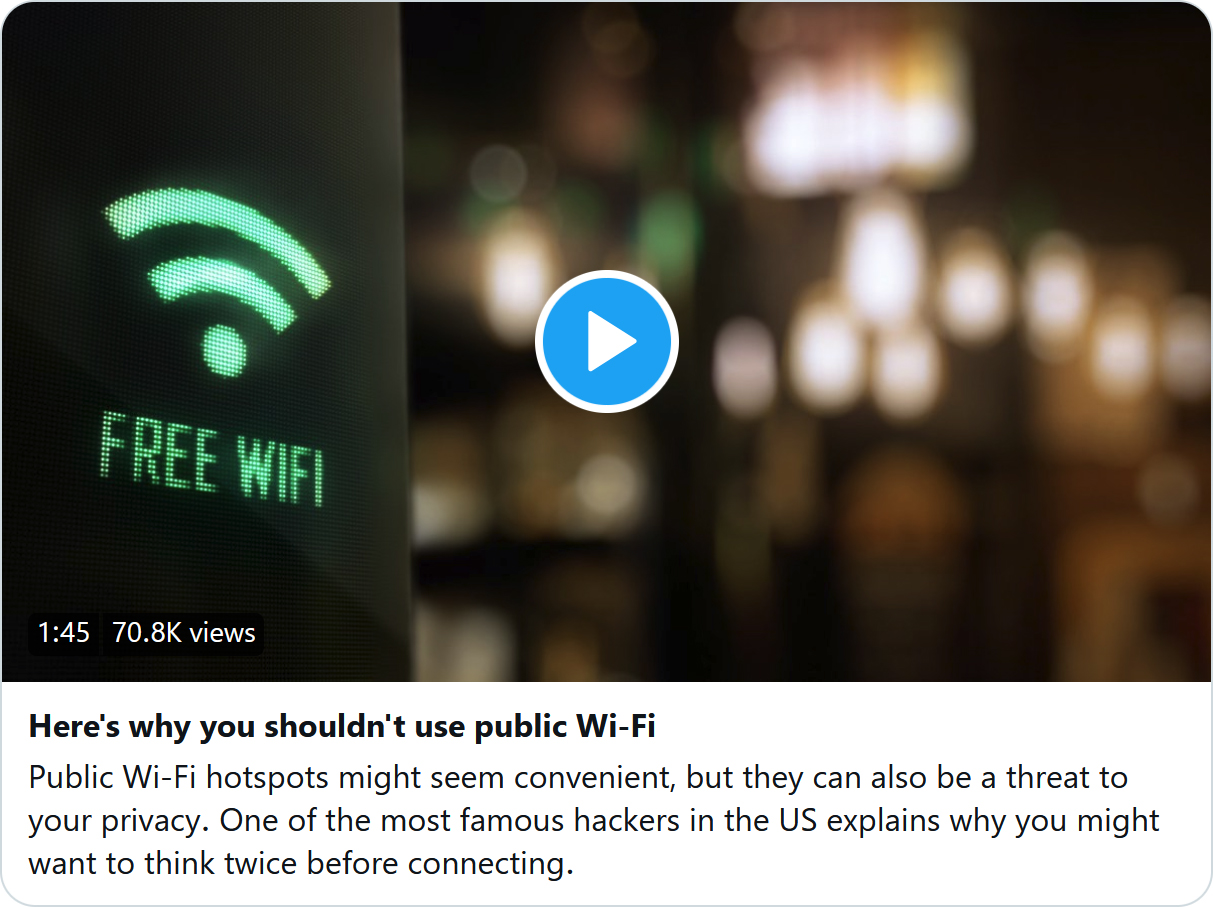 FREE WIFI
1:45 70.8K views
Here's why you shouldn't use public Wi-Fi
Public Wi-Fi hotspots might seem convenient, but they can also be a threat to
your privacy. One of the most famous hackers in the US explains why you might
want to think twice before connecting.